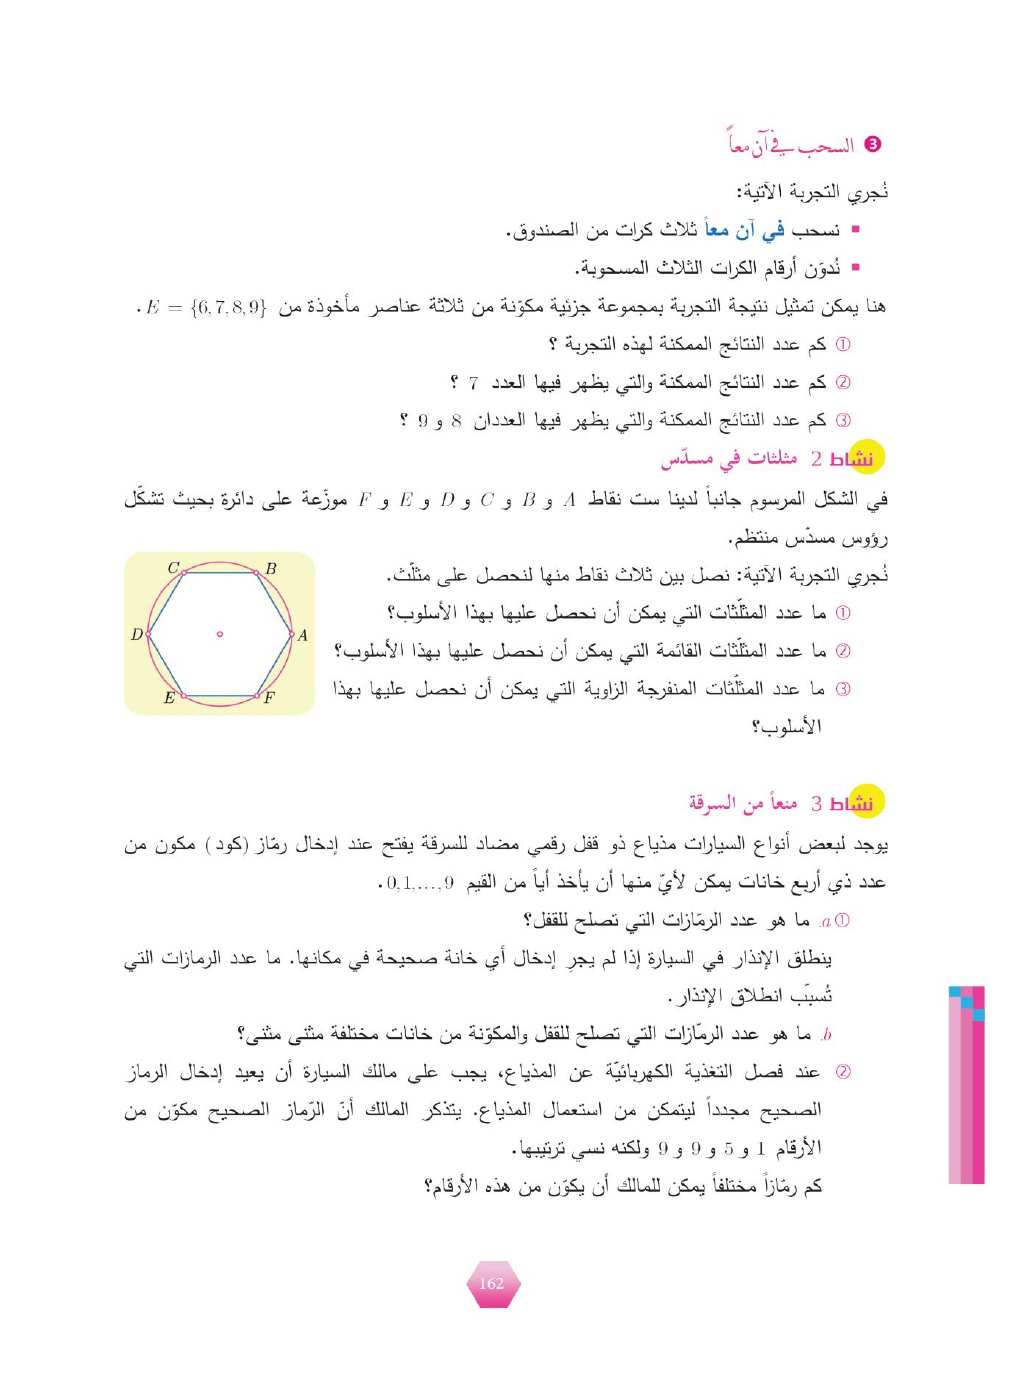 ❸ السحب في آن معاً
نُجري التجربة الآتية:
▪ نسحب في آن معاً ثلاث كرات من الصندوق.
▪ نُدوّن أرقام الكرات الثلاث المسحوبة.
هنا يمكن تمثيل نتيجة التجربة بمجموعة جزئية مكوّنة من ثلاثة عناصر مأخوذة من E = {6,7,8,9} .
① كم عدد النتائج الممكنة لهذه التجربة ؟
② كم عدد النتائج الممكنة والتي يظهر فيها العدد 7 ؟
③ كم عدد النتائج الممكنة والتي يظهر فيها العددان 8 و 9 ؟
نشاط 2 مثلثات في مسدّس
في الشكل المرسوم جانباً لدينا ست نقاط A و B و C و D و E و F موزّعة على دائرة بحيث تشكّل
رؤوس مسدّس منتظم.
نُجري التجربة الآتية: نصل بين ثلاث نقاط منها لنحصل على مثلّث.
① ما عدد المثلّثات التي يمكن أن نحصل عليها بهذا الأسلوب؟
② ما عدد المثلّثات القائمة التي يمكن أن نحصل عليها بهذا الأسلوب؟
③ ما عدد المثلّثات المنفرجة الزاوية التي يمكن أن نحصل عليها بهذا
الأسلوب؟
C B
D A
E F
نشاط 3 منعاً من السرقة
يوجد لبعض أنواع السيارات مذياع ذو قفل رقمي مضاد للسرقة يفتح عند إدخال رمّاز (كود) مكون من
عدد ذي أربع خانات يمكن لأيّ منها أن يأخذ أياً من القيم 0,1,...,9.
① a. ما هو عدد الرمّازات التي تصلح للقفل؟
ينطلق الإنذار في السيارة إذا لم يجرِ إدخال أي خانة صحيحة في مكانها. ما عدد الرمازات التي
تُسبّب انطلاق الإنذار.
b. ما هو عدد الرمّازات التي تصلح للقفل والمكوّنة من خانات مختلفة مثنى مثنى؟
② عند فصل التغذية الكهربائيّة عن المذياع، يجب على مالك السيارة أن يعيد إدخال الرماز
الصحيح مجدداً ليتمكن من استعمال المذياع. يتذكر المالك أنّ الرّماز الصحيح مكوّن من
الأرقام 1 و 5 و 9 و 9 ولكنه نسي ترتيبها.
كم رمّازاً مختلفاً يمكن للمالك أن يكوّن من هذه الأرقام؟
162